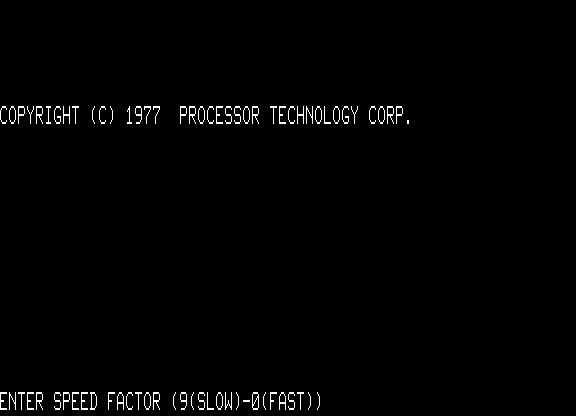 COPYRIGHT (C) 1977  PROCESSOR TECHNOLOGY CORP.
ENTER SPEED FACTOR (9(SLOW)-0(FAST))